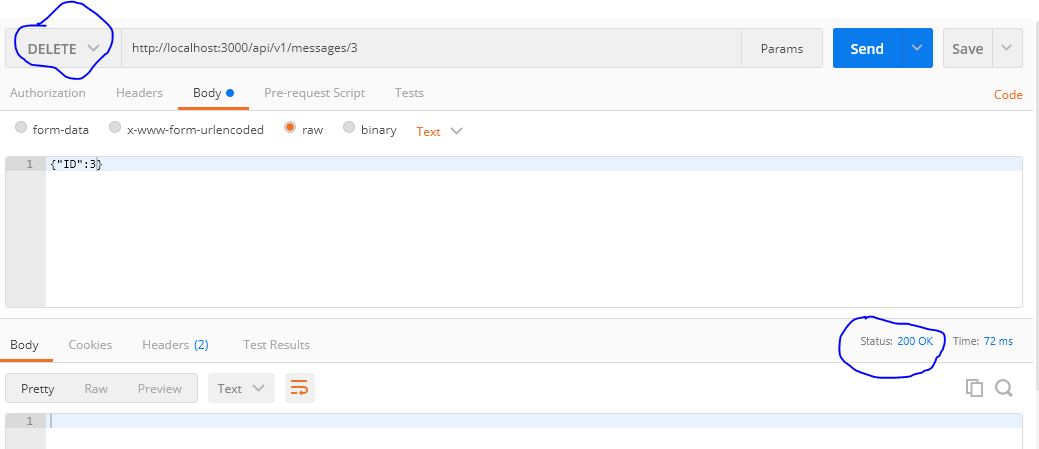 DELETE http://localhost:3000/api/v1/messages/3 Params Send Save
Authorization Headers Body Pre-request Script Tests Code
form-data x-www-form-urlencoded raw binary Text
1 {"ID":3}
Body Cookies Headers (2) Test Results Status: 200 OK Time: 72 ms
Pretty Raw Preview Text
1